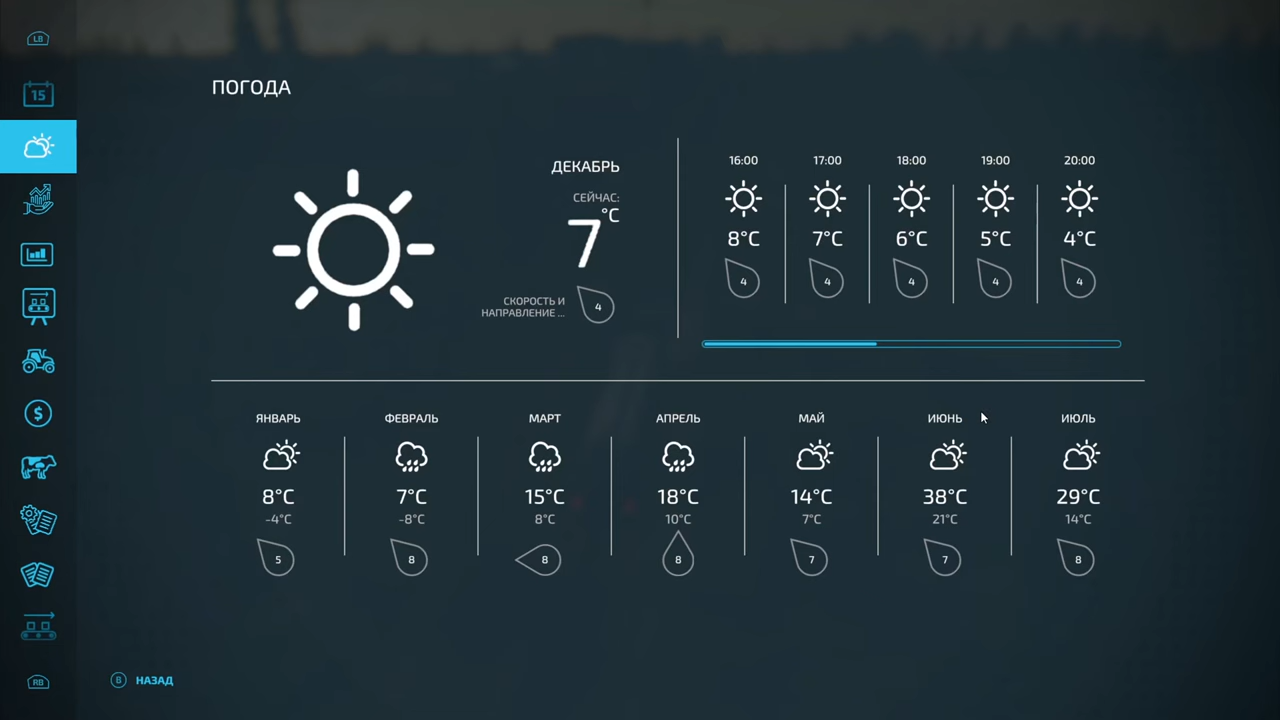 LB
15
ПОГОДА
ДЕКАБРЬ
СЕЙЧАС:
7°C
СКОРОСТЬ И
НАПРАВЛЕНИЕ ...
4
16:00 17:00 18:00 19:00 20:00
8°C 7°C 6°C 5°C 4°C
4 4 4 4 4
ЯНВАРЬ ФЕВРАЛЬ МАРТ АПРЕЛЬ МАЙ ИЮНЬ ИЮЛЬ
8°C 7°C 15°C 18°C 14°C 38°C 29°C
-4°C -8°C 8°C 10°C 7°C 21°C 14°C
5 8 8 8 7 7 8
$
RB
B НАЗАД